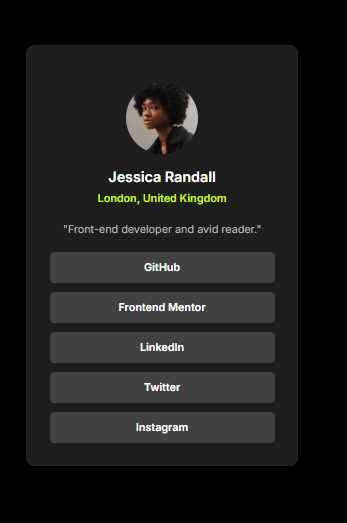 Jessica Randall
London, United Kingdom
"Front-end developer and avid reader."
GitHub
Frontend Mentor
LinkedIn
Twitter
Instagram